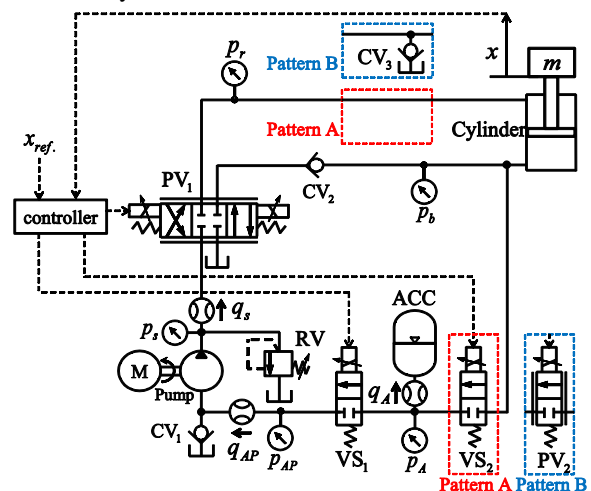 x
p_r
CV_3
m
Pattern B
Pattern A
Cylinder
x_ref.
PV_1
CV_2
p_b
controller
q_s
ACC
p_s
RV
M
Pump
q_A
CV_1
q_AP
p_AP
VS_1
p_A
VS_2
PV_2
Pattern A
Pattern B